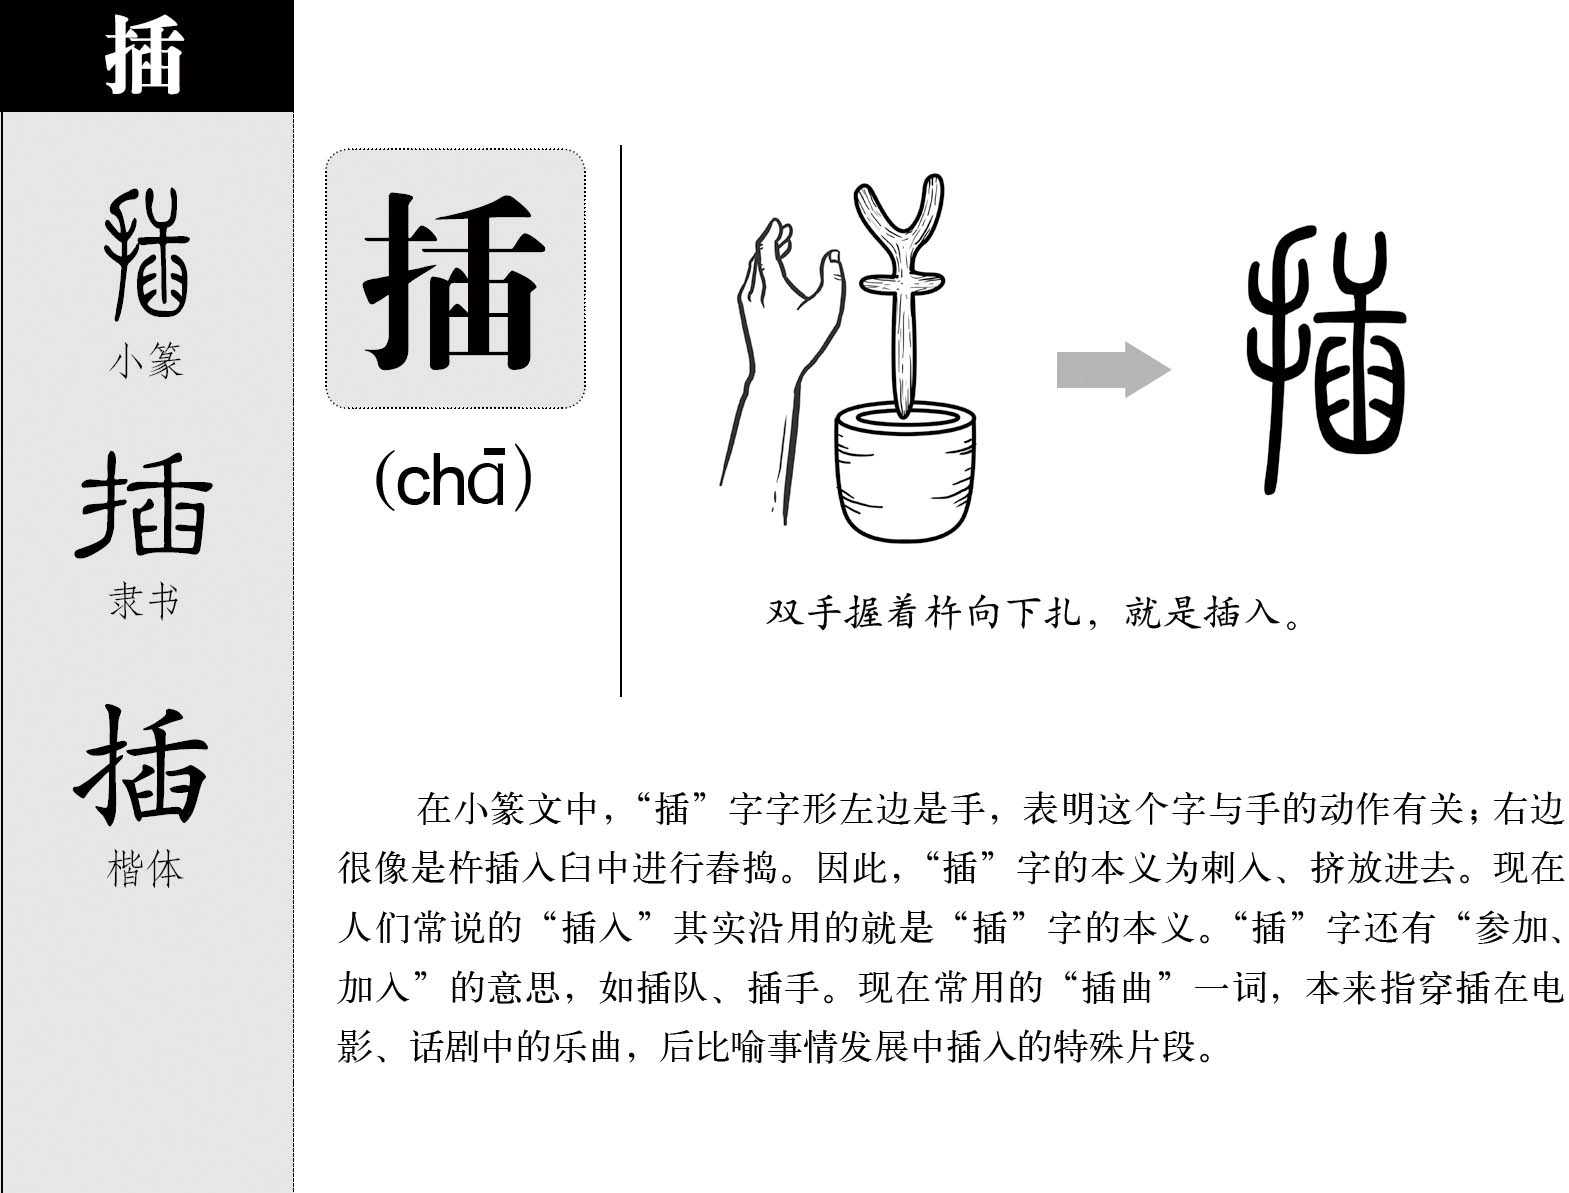 插
插
小篆
插
隶书
插
楷体
插
(chā)
插
双手握着杵向下扎，就是插入。
在小篆文中，“插”字字形左边是手，表明这个字与手的动作有关；右边
很像是杵插入臼中进行舂捣。因此，“插”字的本义为刺入、挤放进去。现在
人们常说的“插入”其实沿用的就是“插”字的本义。“插”字还有“参加、
加入”的意思，如插队、插手。现在常用的“插曲”一词，本来指穿插在电
影、话剧中的乐曲，后比喻事情发展中插入的特殊片段。